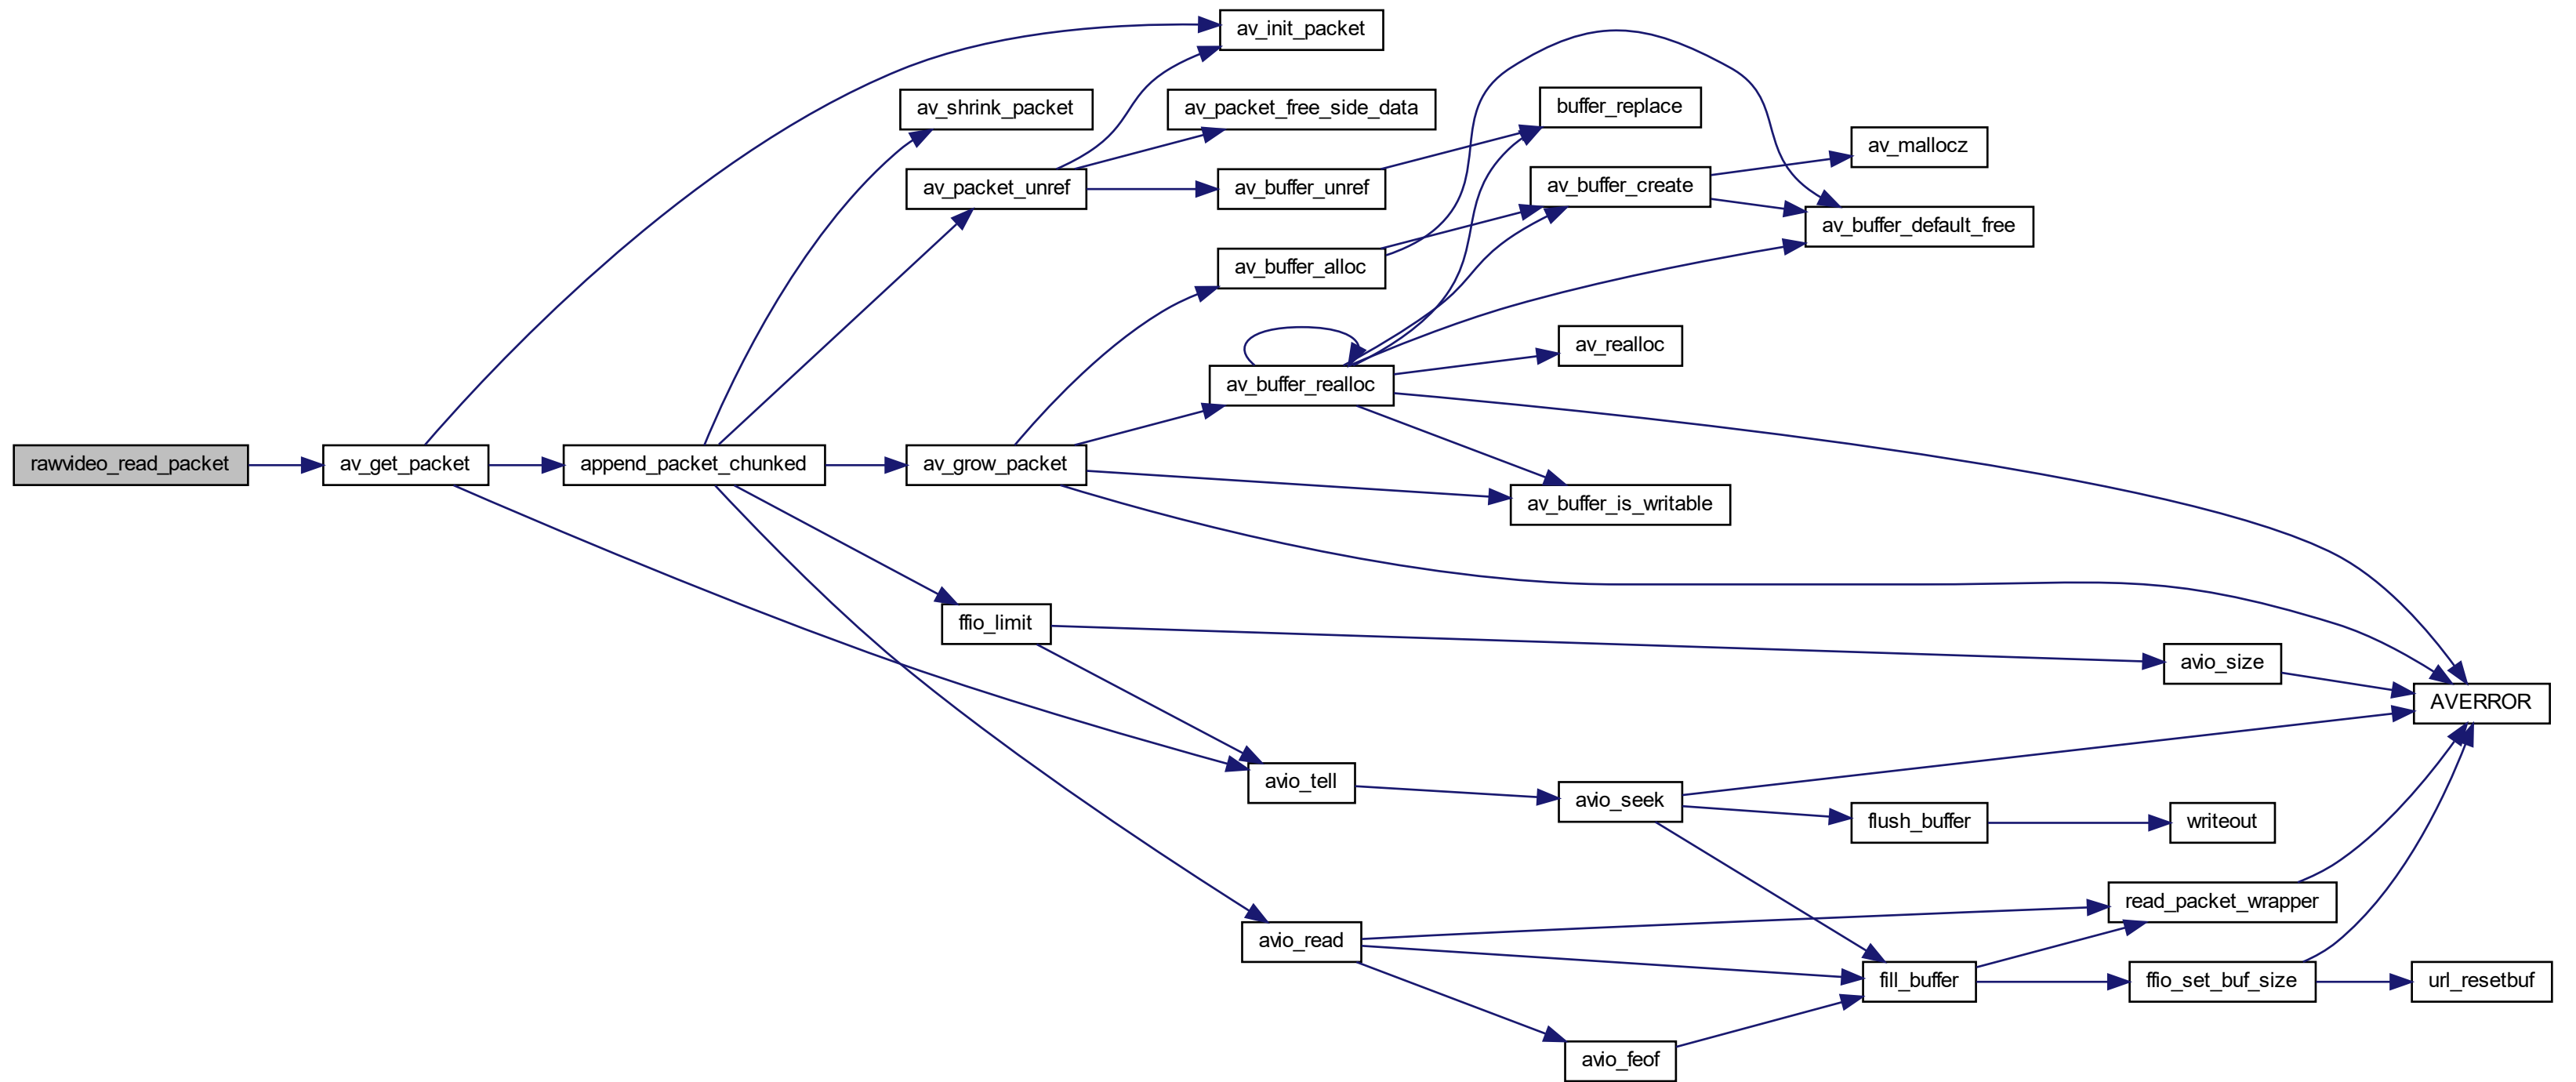 av_init_packet
av_shrink_packet
av_packet_free_side_data
buffer_replace
av_mallocz
av_packet_unref
av_buffer_unref
av_buffer_create
av_buffer_default_free
av_buffer_alloc
av_realloc
av_buffer_realloc
rawvideo_read_packet
av_get_packet
append_packet_chunked
av_grow_packet
av_buffer_is_writable
ffio_limit
avio_size
AVERROR
avio_tell
avio_seek
flush_buffer
writeout
read_packet_wrapper
avio_read
fill_buffer
ffio_set_buf_size
url_resetbuf
avio_feof